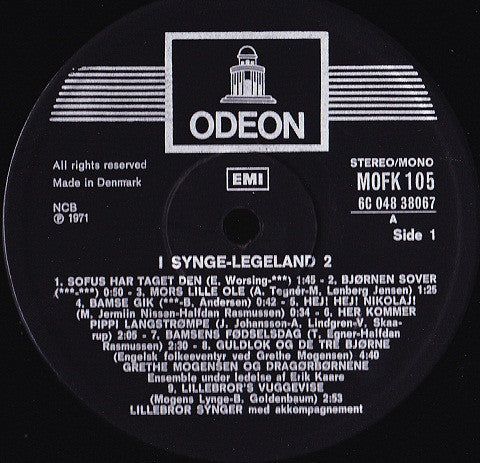 ODEON
All rights reserved
Made in Denmark
NCB
℗ 1971
EMI
STEREO/MONO
MOFK 105
6C 048 38067
A
Side 1
I SYNGE-LEGELAND 2
1. SOFUS HAR TAGET DEN (E. Worsing-***) 1:45 - 2. BJØRNEN SOVER
(***-***) 0:50 - 3. MORS LILLE OLE (A. Tegnér-M. Lønberg Jensen) 1:25
4. BAMSE GIK (***-B. Andersen) 0:42 - 5. HEJ! HEJ! NIKOLAJ!
(M. Jermiin Nissen-Halfdan Rasmussen) 0:34 - 6. HER KOMMER
PIPPI LANGSTRØMPE (J. Johansson-A. Lindgren-V. Skaa-
rup) 2:05 - 7. BAMSENS FØDSELSDAG (T. Egner-Halfdan
Rasmussen) 2:30 - 8. GULDLOK OG DE TRE BJØRNE
(Engelsk folkeeventyr ved Grethe Mogensen) 4:40
GRETHE MOGENSEN OG DRAGØRBØRNENE
Ensemble under ledelse af Erik Kaare
9. LILLEBROR'S VUGGEVISE
(Mogens Lynge-B. Goldenbaum) 2:53
LILLEBROR SYNGER med akkompagnement